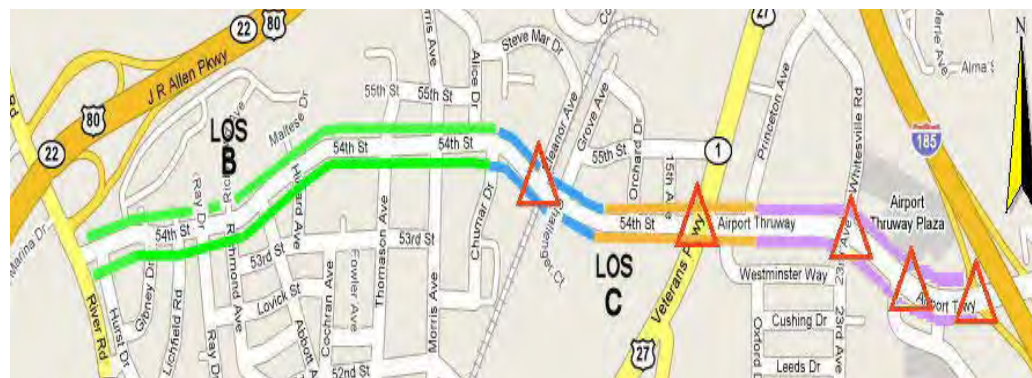 22
80
27
N
Morris Ave
Alice Dr
Steve Mar Dr
J R Allen Pkwy
55th St
Alma S
80
22
LOS
B
Maltese Dr
54th St
54th St
Eleanor Ave
Grove Ave
55th St
Orchard Dr
15th Ave
1
Princeton Ave
Whitesville Rd
185
Marina Dr
54th St
Ray Dr
Hubbard Ave
54th St
Airport Thruway
Airport
Thruway Plaza
53rd St
53rd St
Chumar Dr
LOS
C
Veterans Pkwy
Westminster Way
River Rd
Hurst Dr
Gibney Dr
Lichfield Rd
Ray Dr
Richmond Ave
Lovick St
Abbott
Cochran Ave
Fowler Ave
Thomason Ave
Morris Ave
52nd St
27
Oxford
Cushing Dr
Leeds Dr
23rd Ave
23rd Ave
Airport Twy